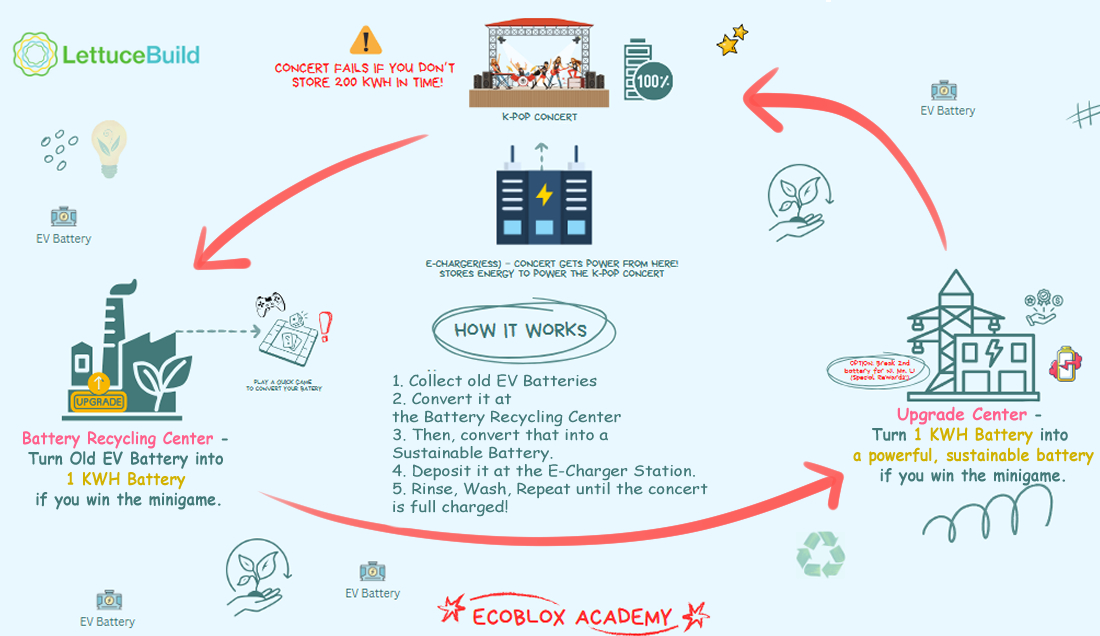 LettuceBuild
CONCERT FAILS IF YOU DON'T
STORE 200 KWH IN TIME!
100%
K-POP CONCERT
EV Battery
EV Battery
E-CHARGER(ESS) - CONCERT GETS POWER FROM HERE!
STORES ENERGY TO POWER THE K-POP CONCERT
HOW IT WORKS
1. Collect old EV Batteries
2. Convert it at
the Battery Recycling Center
3. Then, convert that into a
Sustainable Battery.
4. Deposit it at the E-Charger Station.
5. Rinse, Wash, Repeat until the concert
is full charged!
PLAY A QUICK GAME
TO CONVERT YOUR BATTERY
UPGRADE
Battery Recycling Center -
Turn Old EV Battery into
1 KWH Battery
if you win the minigame.
OPTION: Break 2nd
battery for Ni, Mn, Li
(Special Rewards!)
Upgrade Center -
Turn 1 KWH Battery into
a powerful, sustainable battery
if you win the minigame.
EV Battery
EV Battery
ECOBLOX ACADEMY